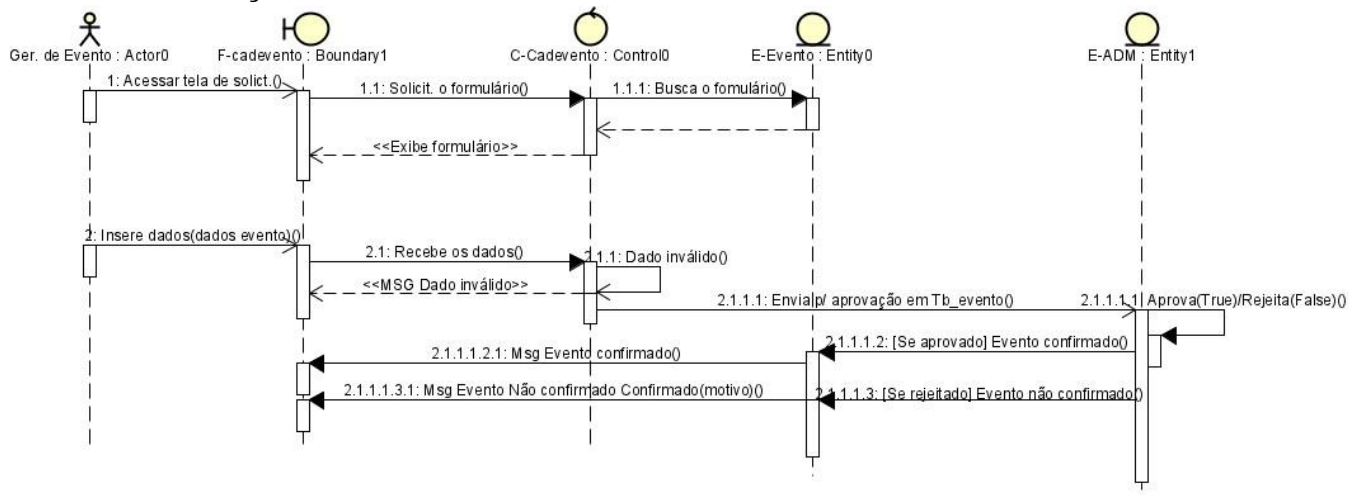 Ger. de Evento : Actor0
F-cadevento : Boundary1
C-Cadevento : Control0
E-Evento : Entity0
E-ADM : Entity1
1: Acessar tela de solict.()
1.1: Solicit. o formulário()
1.1.1: Busca o fomulário()
<<Exibe formulário>>
2: Insere dados(dados evento)()
2.1: Recebe os dados()
2.1.1: Dado inválido()
<<MSG Dado inválido>>
2.1.1.1: Envia p/ aprovação em Tb_evento()
2.1.1.1.1: Aprova(True)/Rejeita(False)()
2.1.1.1.2: [Se aprovado] Evento confirmado()
2.1.1.1.2.1: Msg Evento confirmado()
2.1.1.1.3.1: Msg Evento Não confirmado Confirmado(motivo)()
2.1.1.1.3: [Se rejeitado] Evento não confirmado()